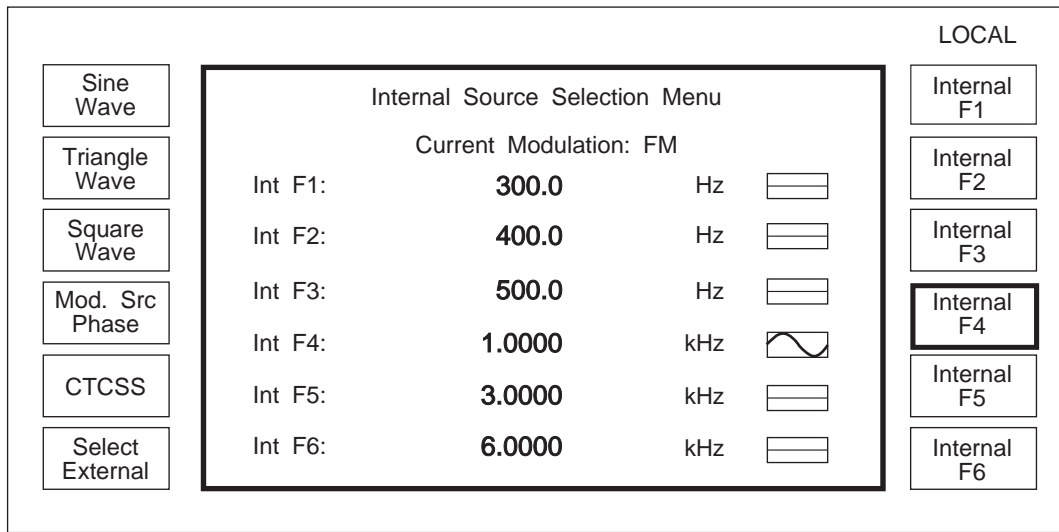 LOCAL
Sine
Wave
Triangle
Wave
Square
Wave
Mod. Src
Phase
CTCSS
Select
External
Internal Source Selection Menu
Current Modulation: FM
Int F1: 300.0 Hz
Int F2: 400.0 Hz
Int F3: 500.0 Hz
Int F4: 1.0000 kHz
Int F5: 3.0000 kHz
Int F6: 6.0000 kHz
Internal
F1
Internal
F2
Internal
F3
Internal
F4
Internal
F5
Internal
F6